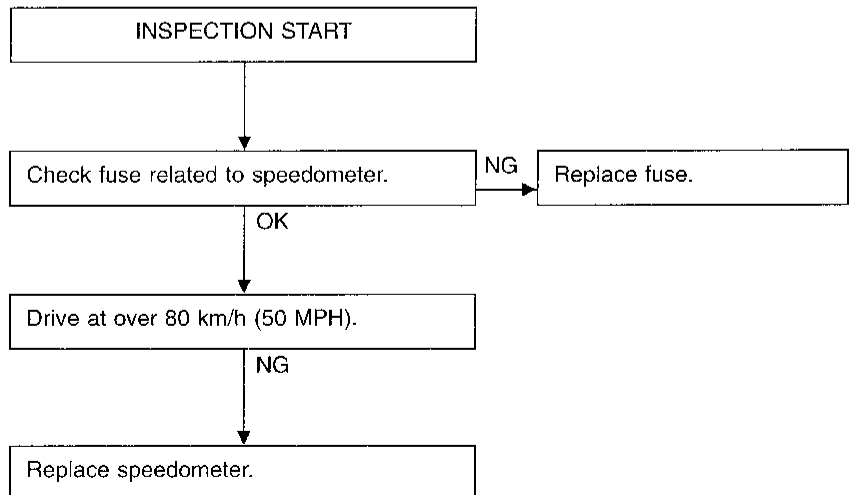 INSPECTION START
Check fuse related to speedometer.
NG
Replace fuse.
OK
Drive at over 80 km/h (50 MPH).
NG
Replace speedometer.